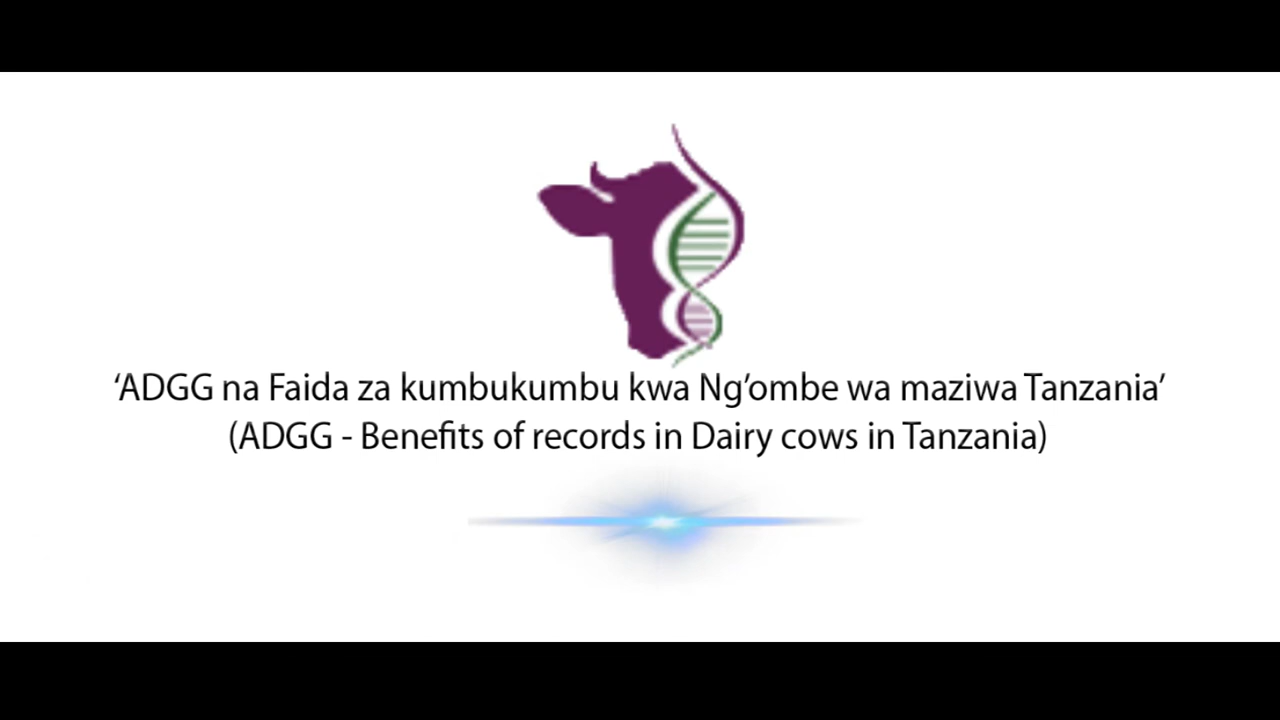 ‘ADGG na Faida za kumbukumbu kwa Ng’ombe wa maziwa Tanzania’
(ADGG - Benefits of records in Dairy cows in Tanzania)